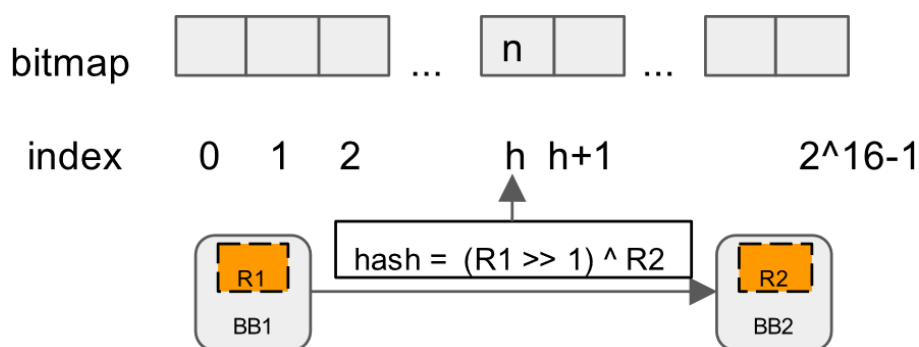 bitmap ... n ...
index 0 1 2 h h+1 2^16-1
hash = (R1 >> 1) ^ R2
R1 R2
BB1 BB2